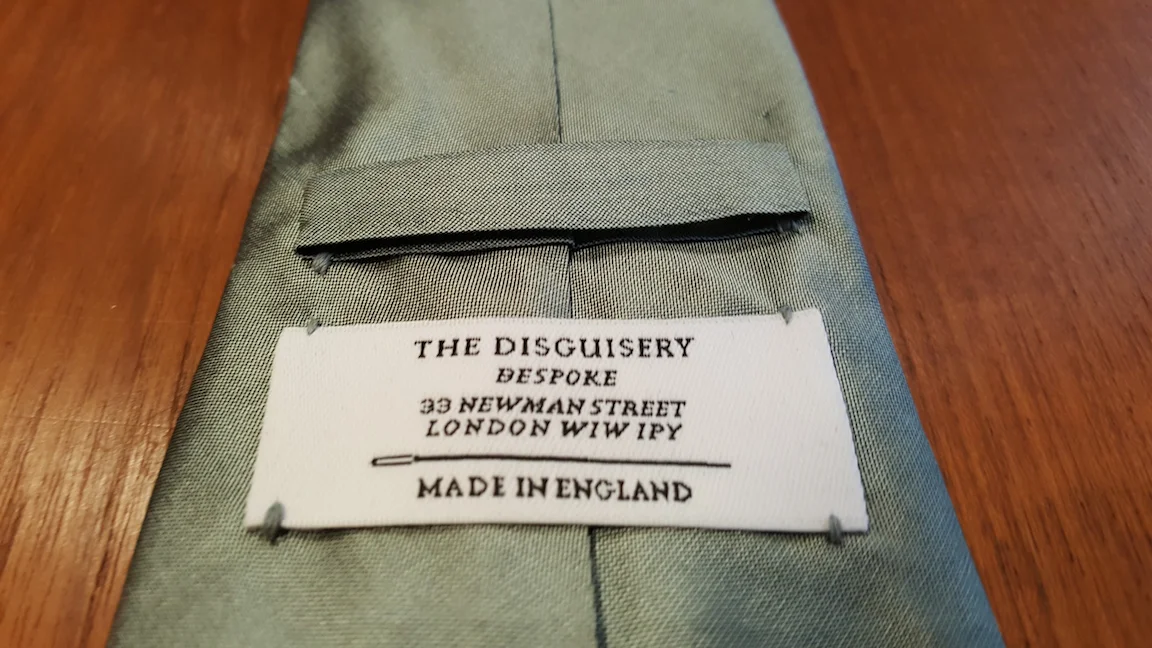 THE DISGUISERY
BESPOKE
33 NEWMAN STREET
LONDON W1W 1PY
MADE IN ENGLAND